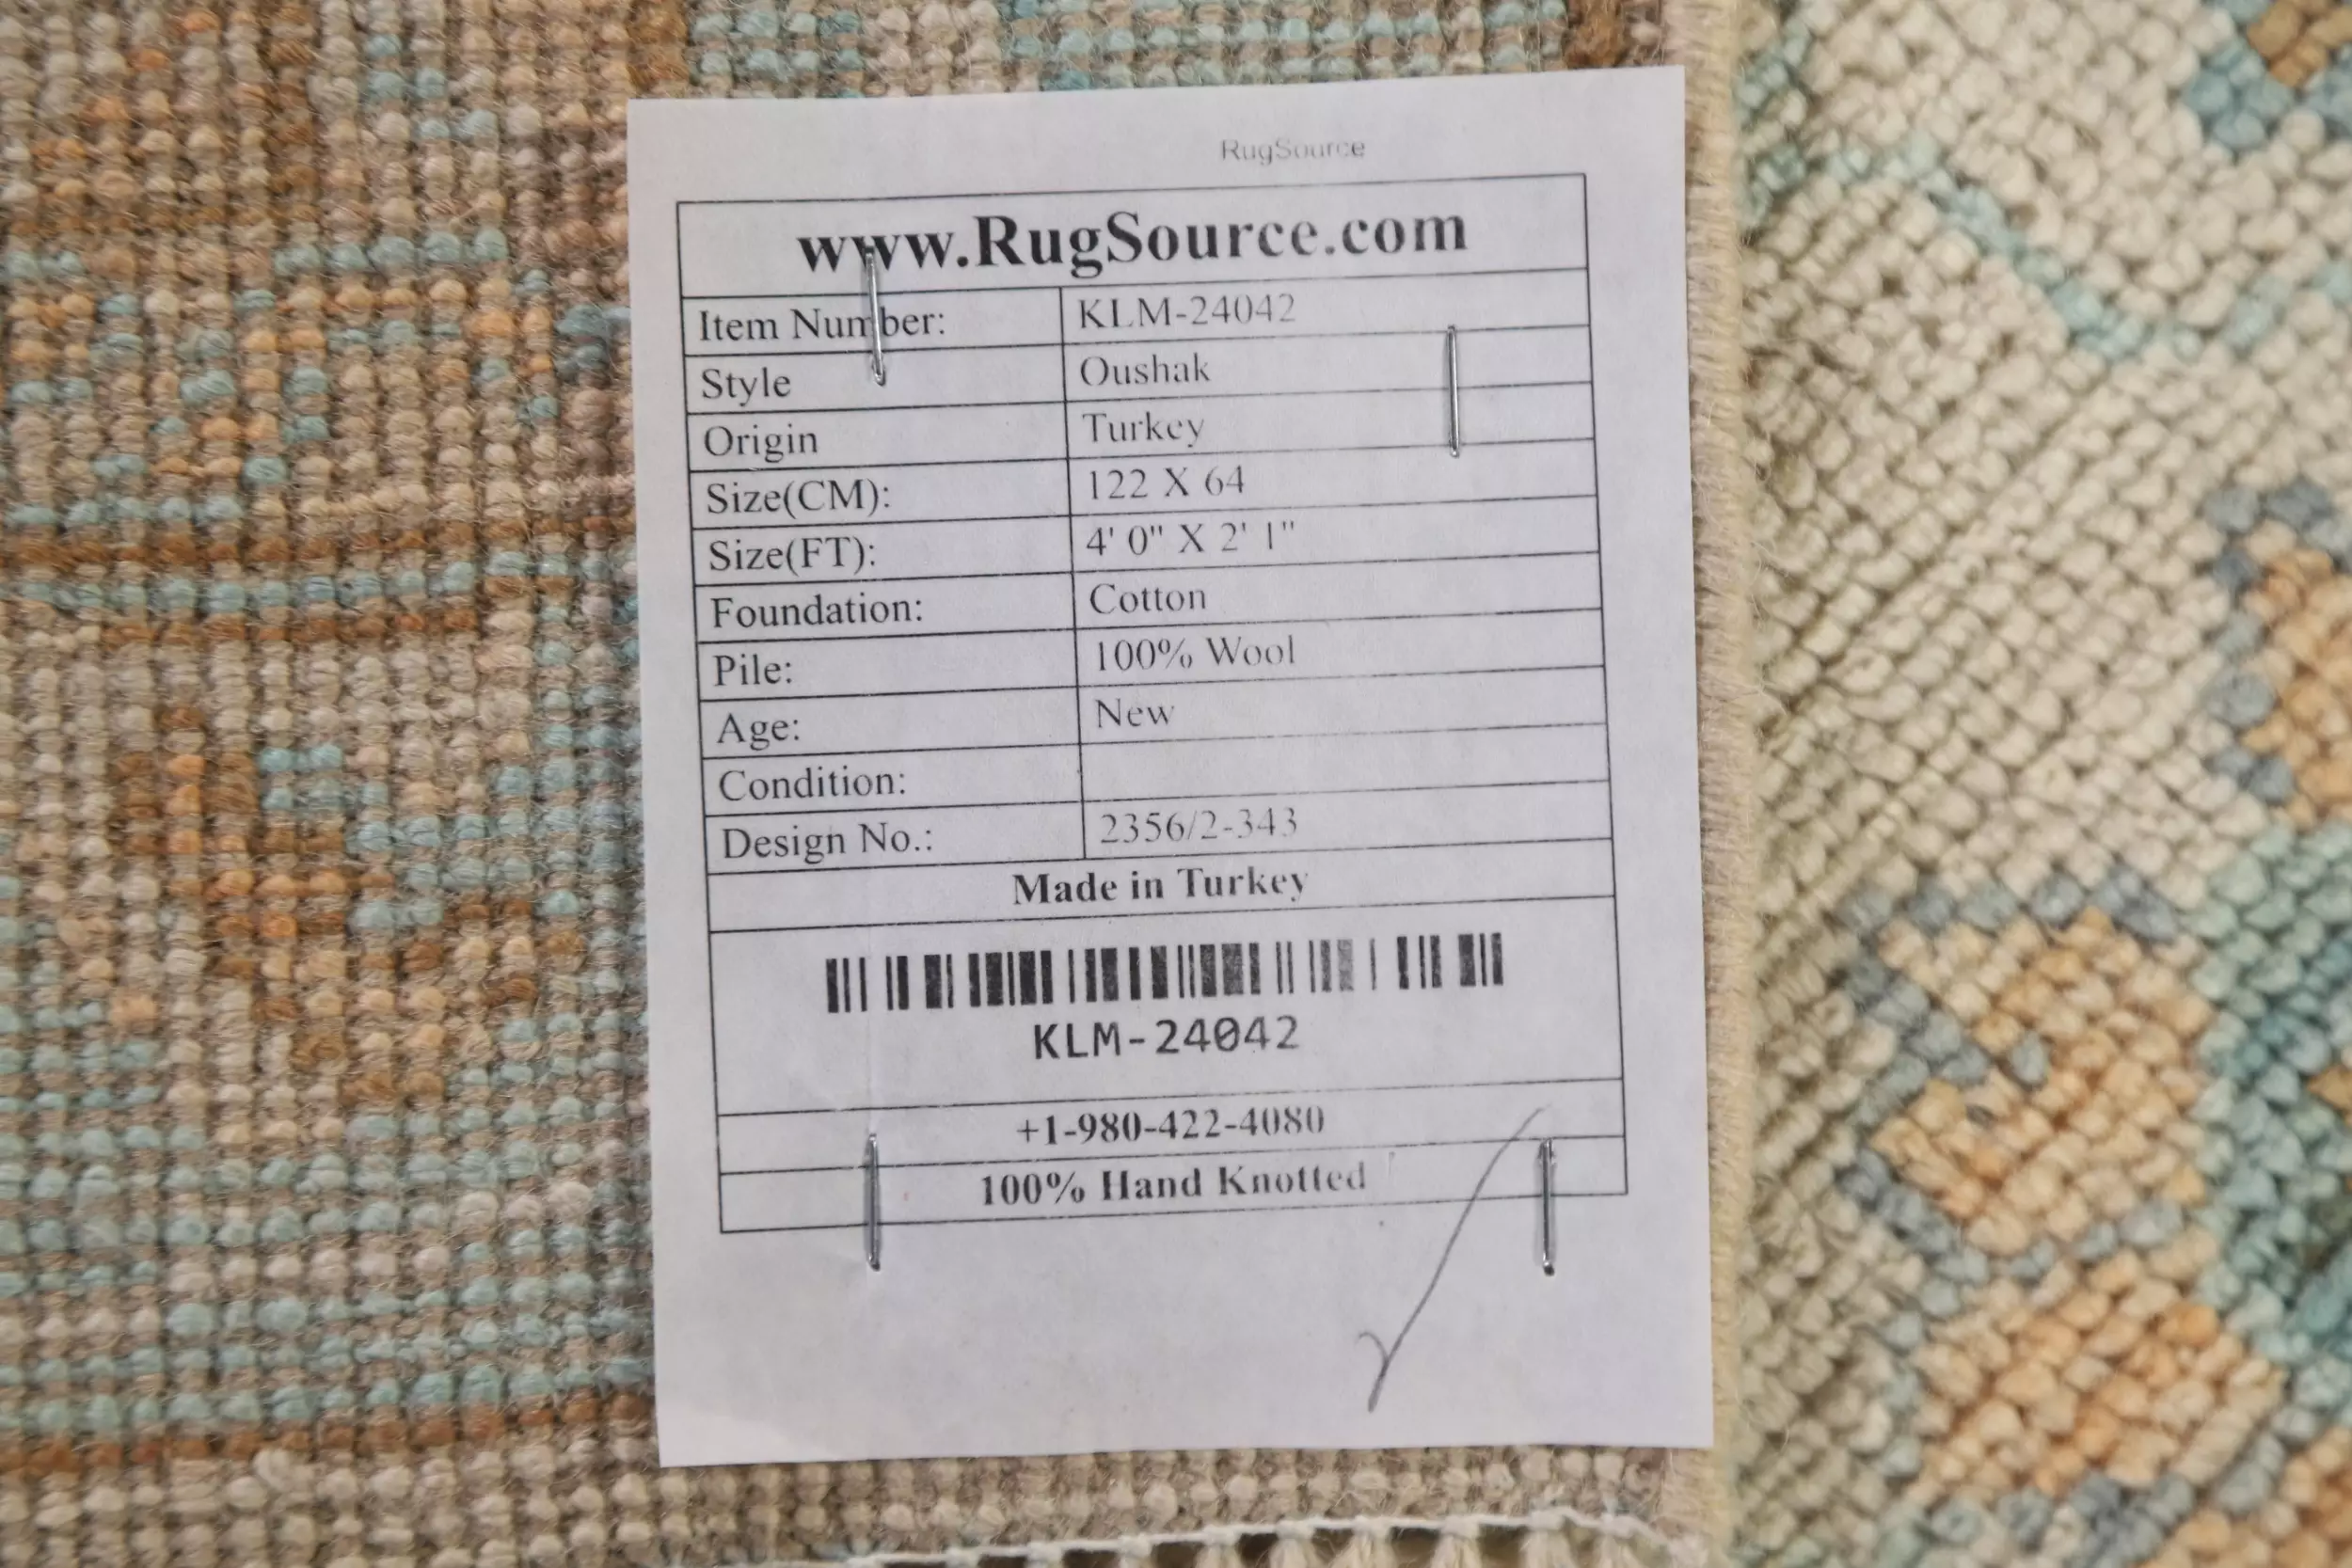 RugSource
www.RugSource.com
Item Number: KLM-24042
Style Oushak
Origin Turkey
Size(CM): 122 X 64
Size(FT): 4' 0" X 2' 1"
Foundation: Cotton
Pile: 100% Wool
Age: New
Condition:
Design No.: 2356/2-343
Made in Turkey
KLM-24042
+1-980-422-4080
100% Hand Knotted